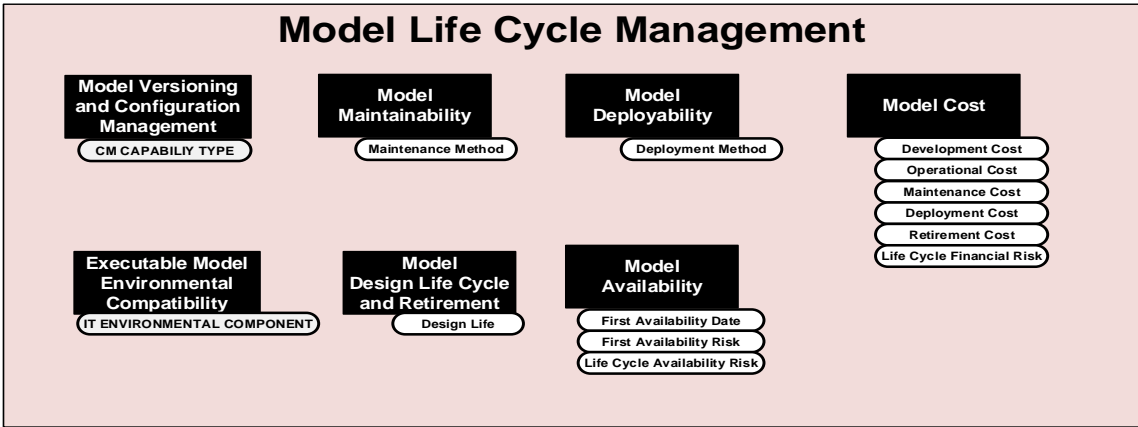 Model Life Cycle Management
Model Versioning
and Configuration
Management
CM CAPABILIY TYPE
Model
Maintainability
Maintenance Method
Model
Deployability
Deployment Method
Model Cost
Development Cost
Operational Cost
Maintenance Cost
Deployment Cost
Retirement Cost
Life Cycle Financial Risk
Executable Model
Environmental
Compatibility
IT ENVIRONMENTAL COMPONENT
Model
Design Life Cycle
and Retirement
Design Life
Model
Availability
First Availability Date
First Availability Risk
Life Cycle Availability Risk